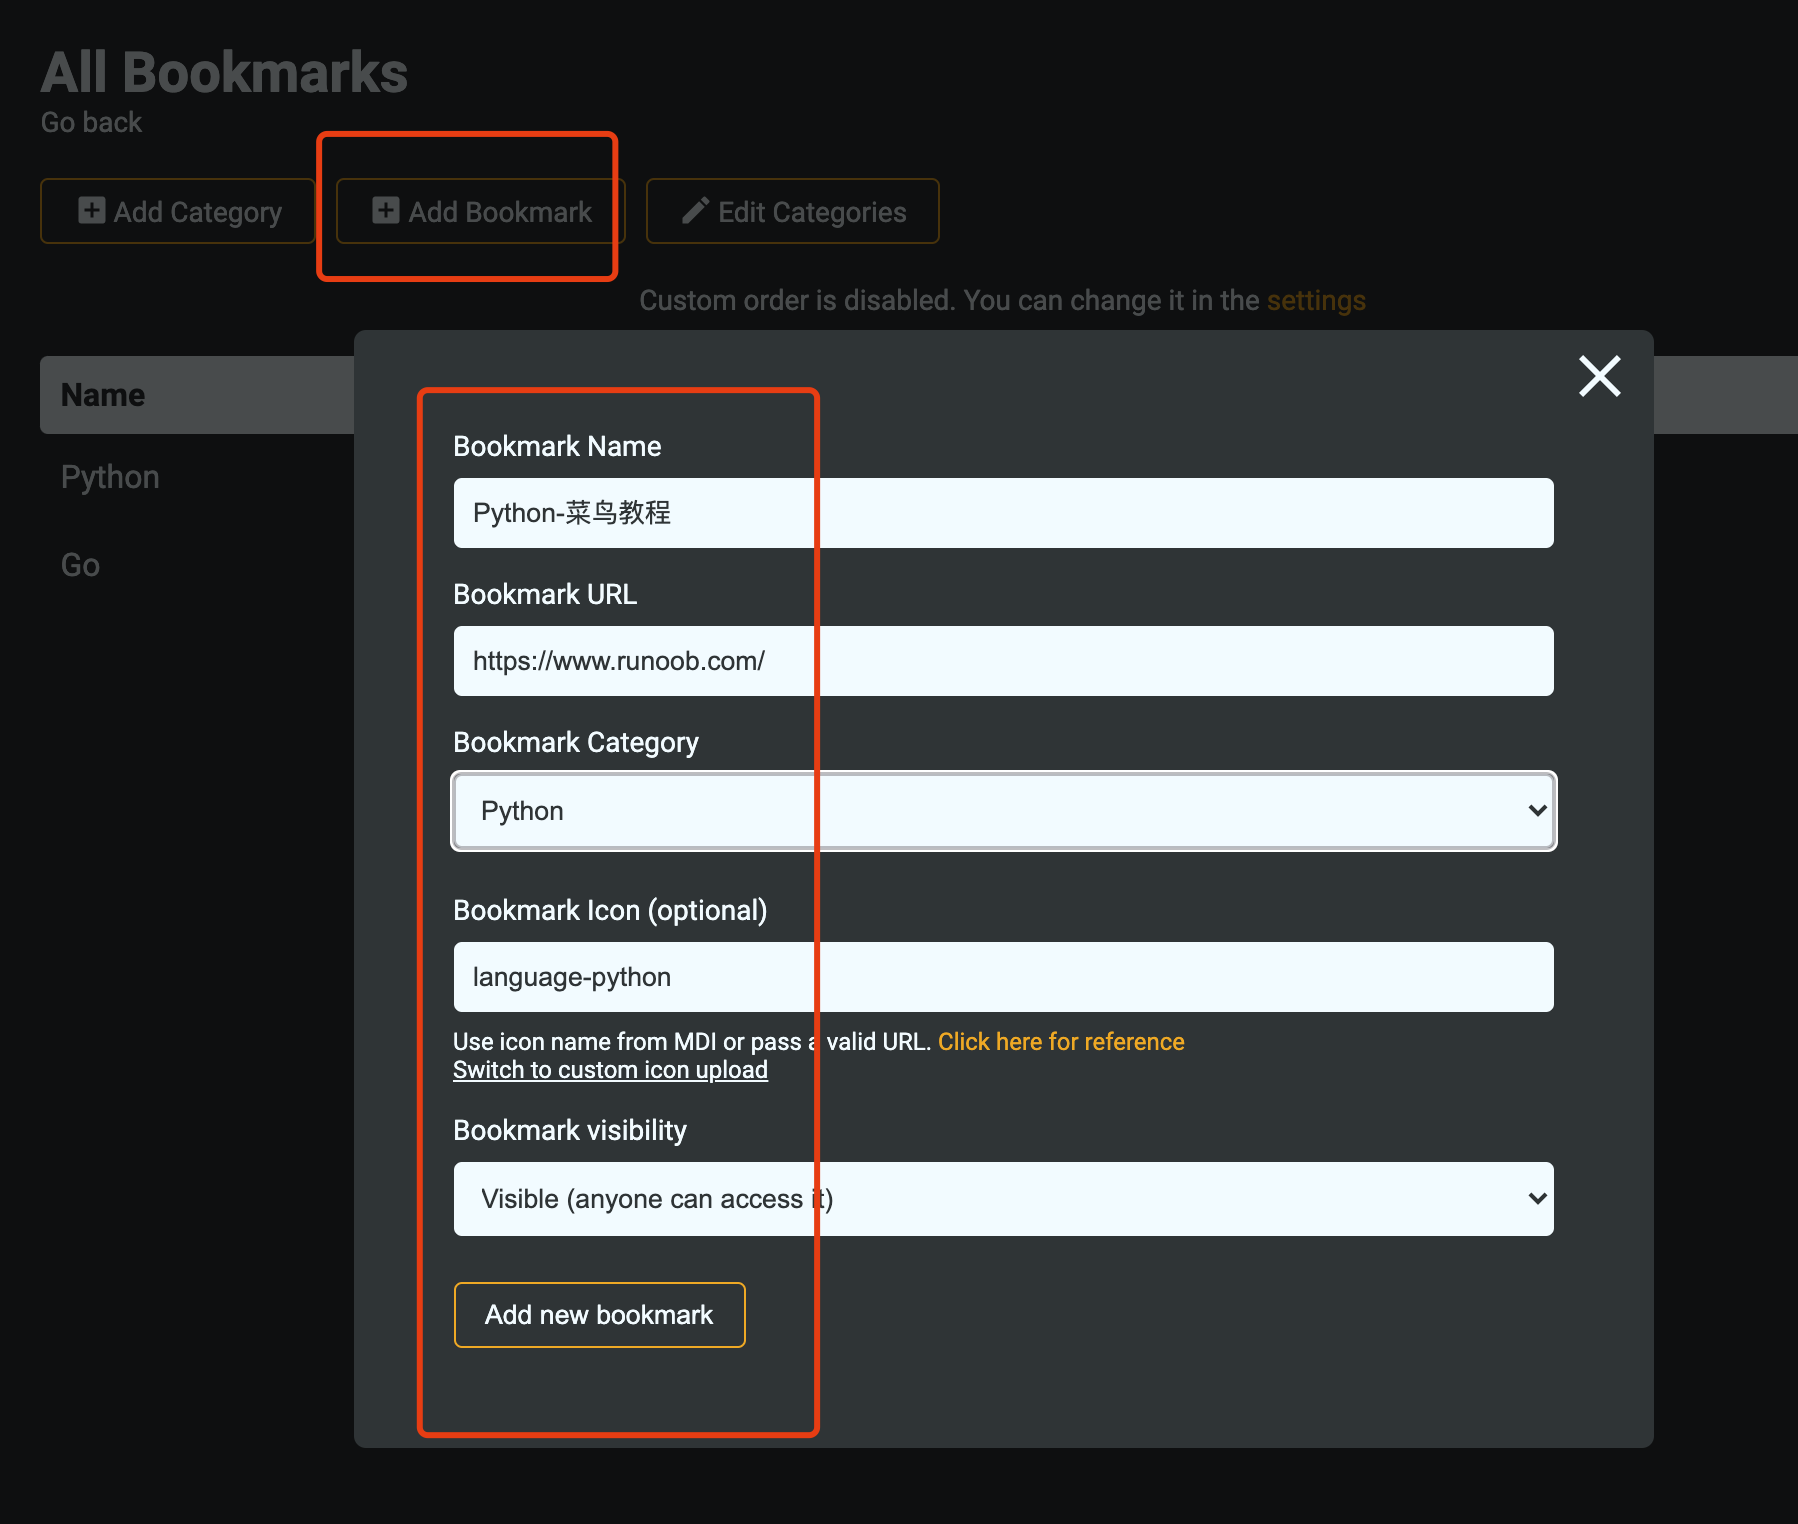 All Bookmarks
Go back
Add Category
Add Bookmark
Edit Categories
Custom order is disabled. You can change it in the settings
Name
Python
Go
Bookmark Name
Python-菜鸟教程
Bookmark URL
https://www.runoob.com/
Bookmark Category
Python
Bookmark Icon (optional)
language-python
Use icon name from MDI or pass a valid URL. Click here for reference
Switch to custom icon upload
Bookmark visibility
Visible (anyone can access it)
Add new bookmark